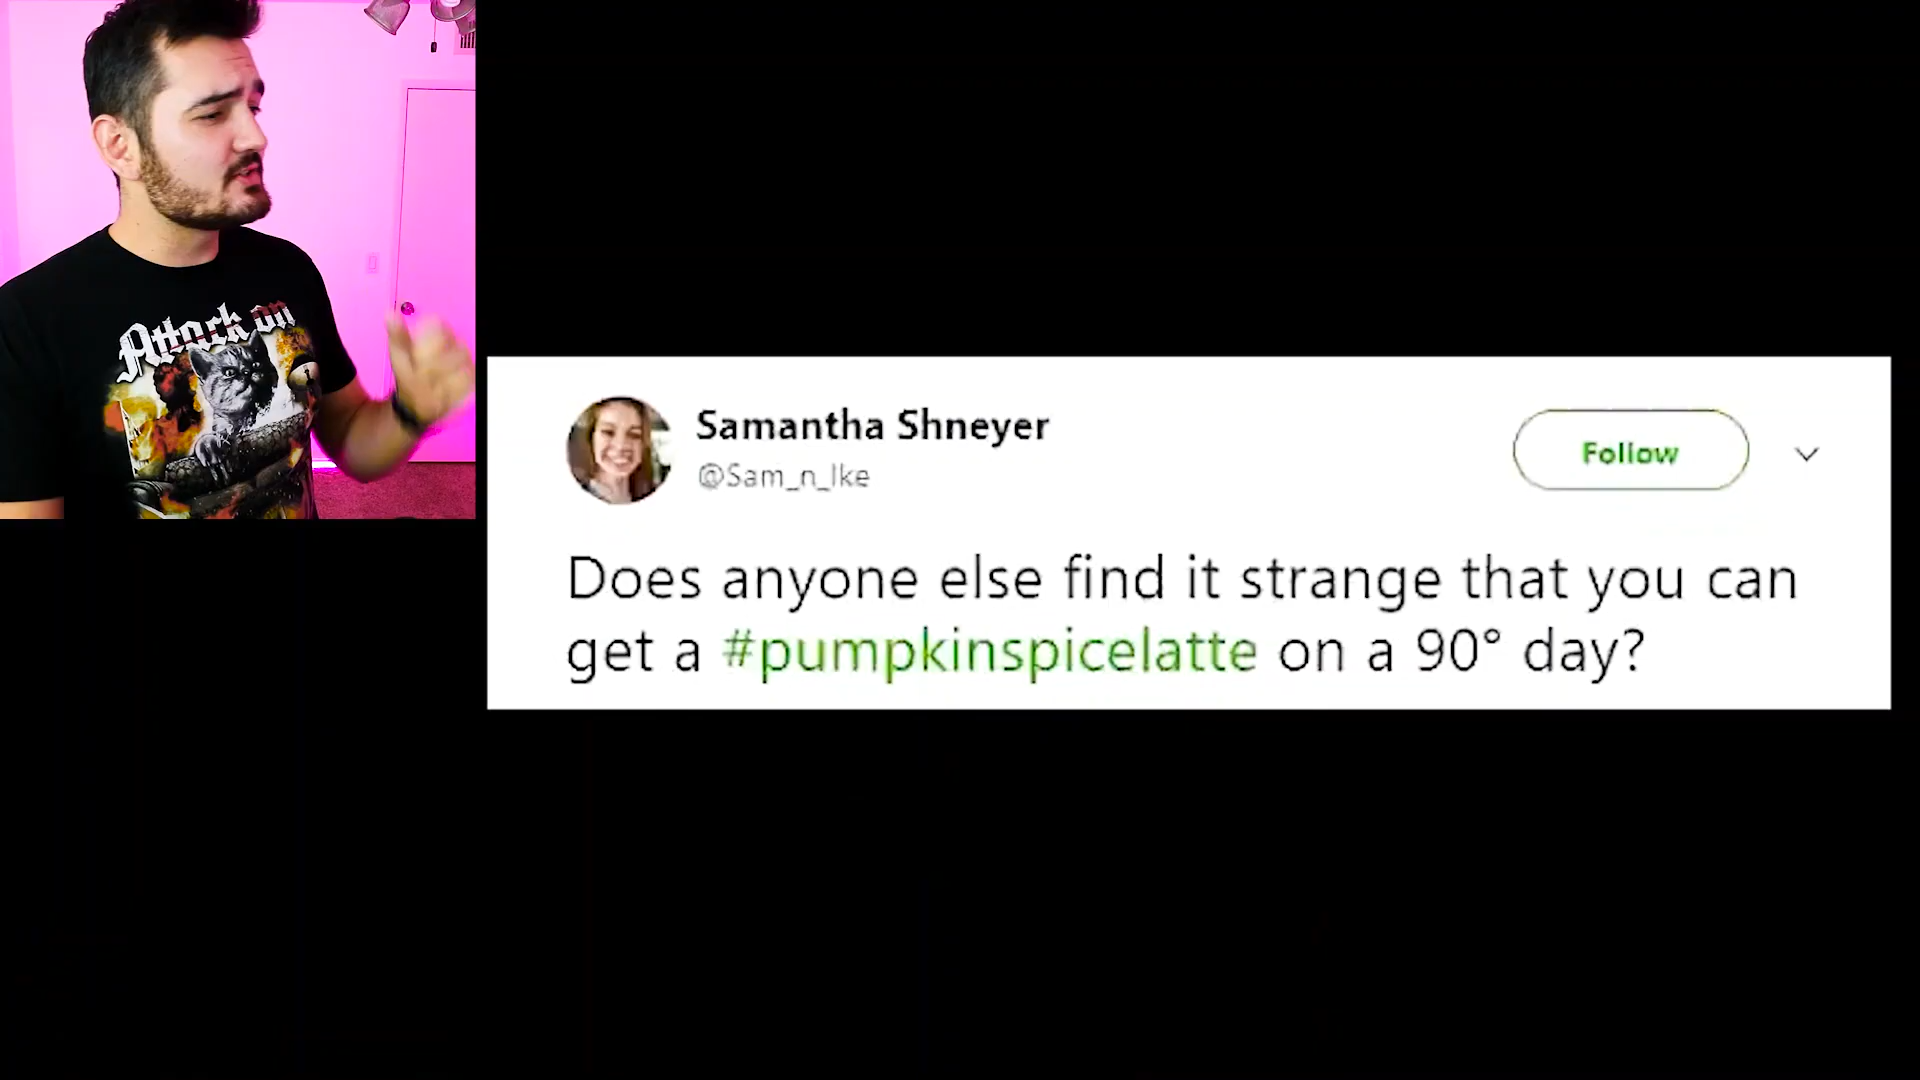 Attack on
Samantha Shneyer
@Sam_n_Ike
Follow
Does anyone else find it strange that you can
get a #pumpkinspicelatte on a 90° day?